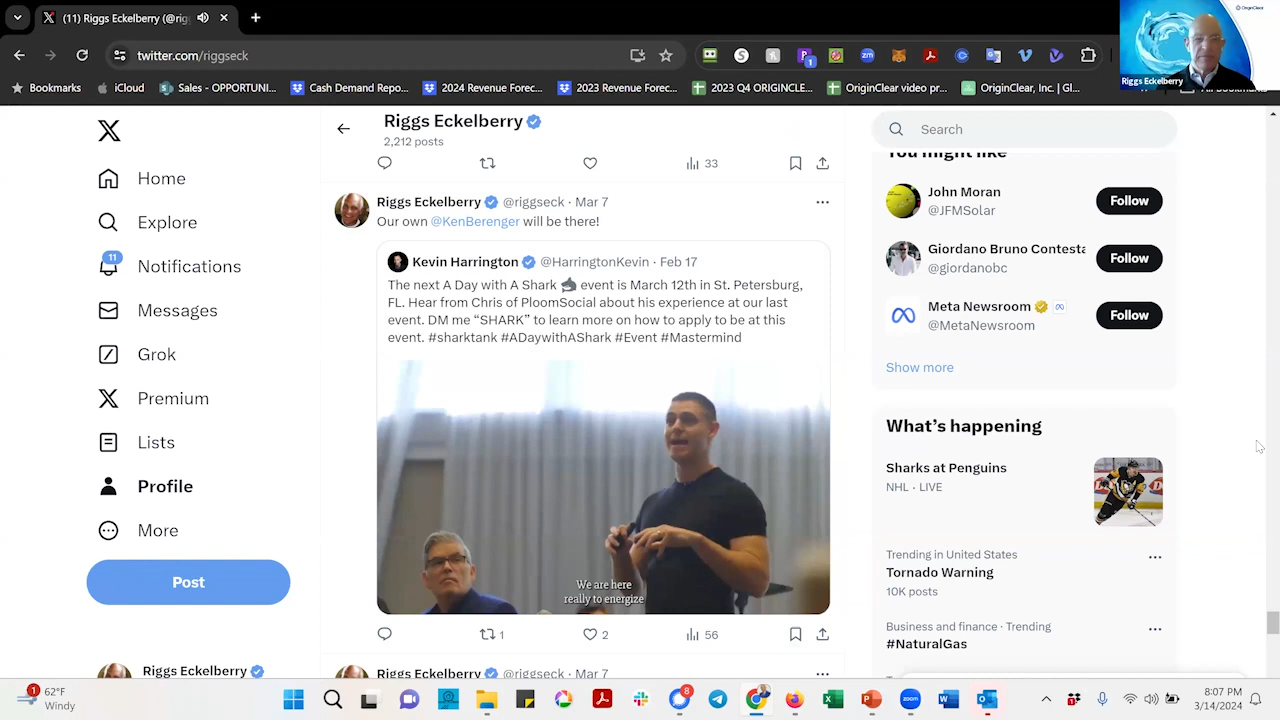 (11) Riggs Eckelberry (@rig
twitter.com/riggseck
OriginClear
Riggs Eckelberry
Bookmarks
iCloud
Sales - OPPORTUNI...
Cash Demand Repo...
2023 Revenue Forec...
2023 Q9 ORIGINCLE...
OriginClear video fr...
OriginClear, Inc. | Gl...
All Bookmarks
Riggs Eckelberry
2,212 posts
33
Home
Explore
11
Notifications
Messages
Grok
Premium
Lists
Profile
More
Post
Riggs Eckelberry
Riggs Eckelberry @riggseck · Mar 7
Our own @KenBerenger will be there!
Kevin Harrington @HarringtonKevin · Feb 17
The next A Day with A Shark 🦈 event is March 12th in St. Petersburg,
FL. Hear from Chris of PloomSocial about his experience at our last
event. DM me “SHARK” to learn more on how to apply to be at this
event. #sharktank #ADaywithAShark #Event #Mastermind
We are here
really to energize
1
2
56
Riggs Eckelberry @riggseck · Mar 7
Search
You might like
John Moran
@JFMSolar
Follow
Giordano Bruno Contesta
@giordanobc
Follow
Meta Newsroom
@MetaNewsroom
Follow
Show more
What’s happening
Sharks at Penguins
NHL · LIVE
Trending in United States
Tornado Warning
10K posts
Business and finance · Trending
#NaturalGas
1
62°F
Windy
8
8:07 PM
3/14/2024